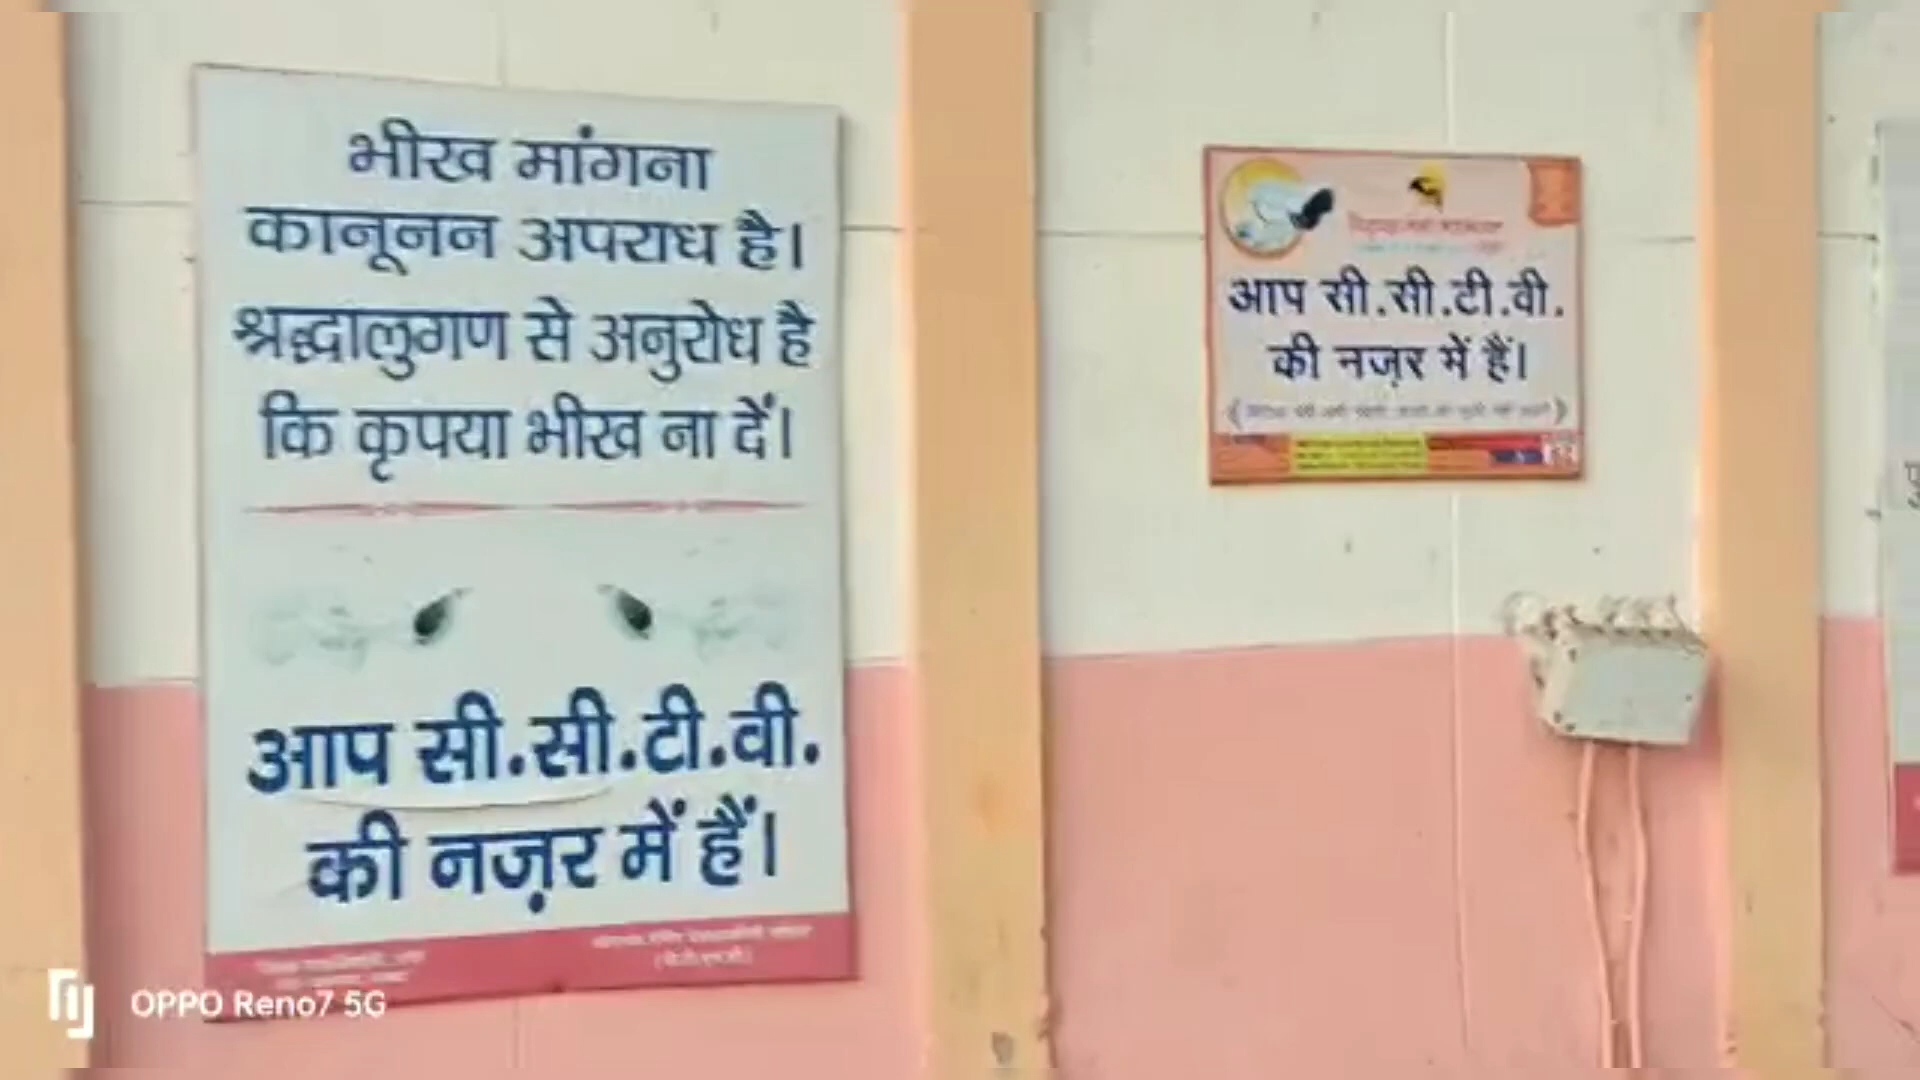 भीख मांगना
कानूनन अपराध है।
श्रद्धालुगण से अनुरोध है
कि कृपया भीख ना दें।
आप सी.सी.टी.वी.
की नज़र में हैं।
आप सी.सी.टी.वी.
की नज़र में हैं।
OPPO Reno7 5G